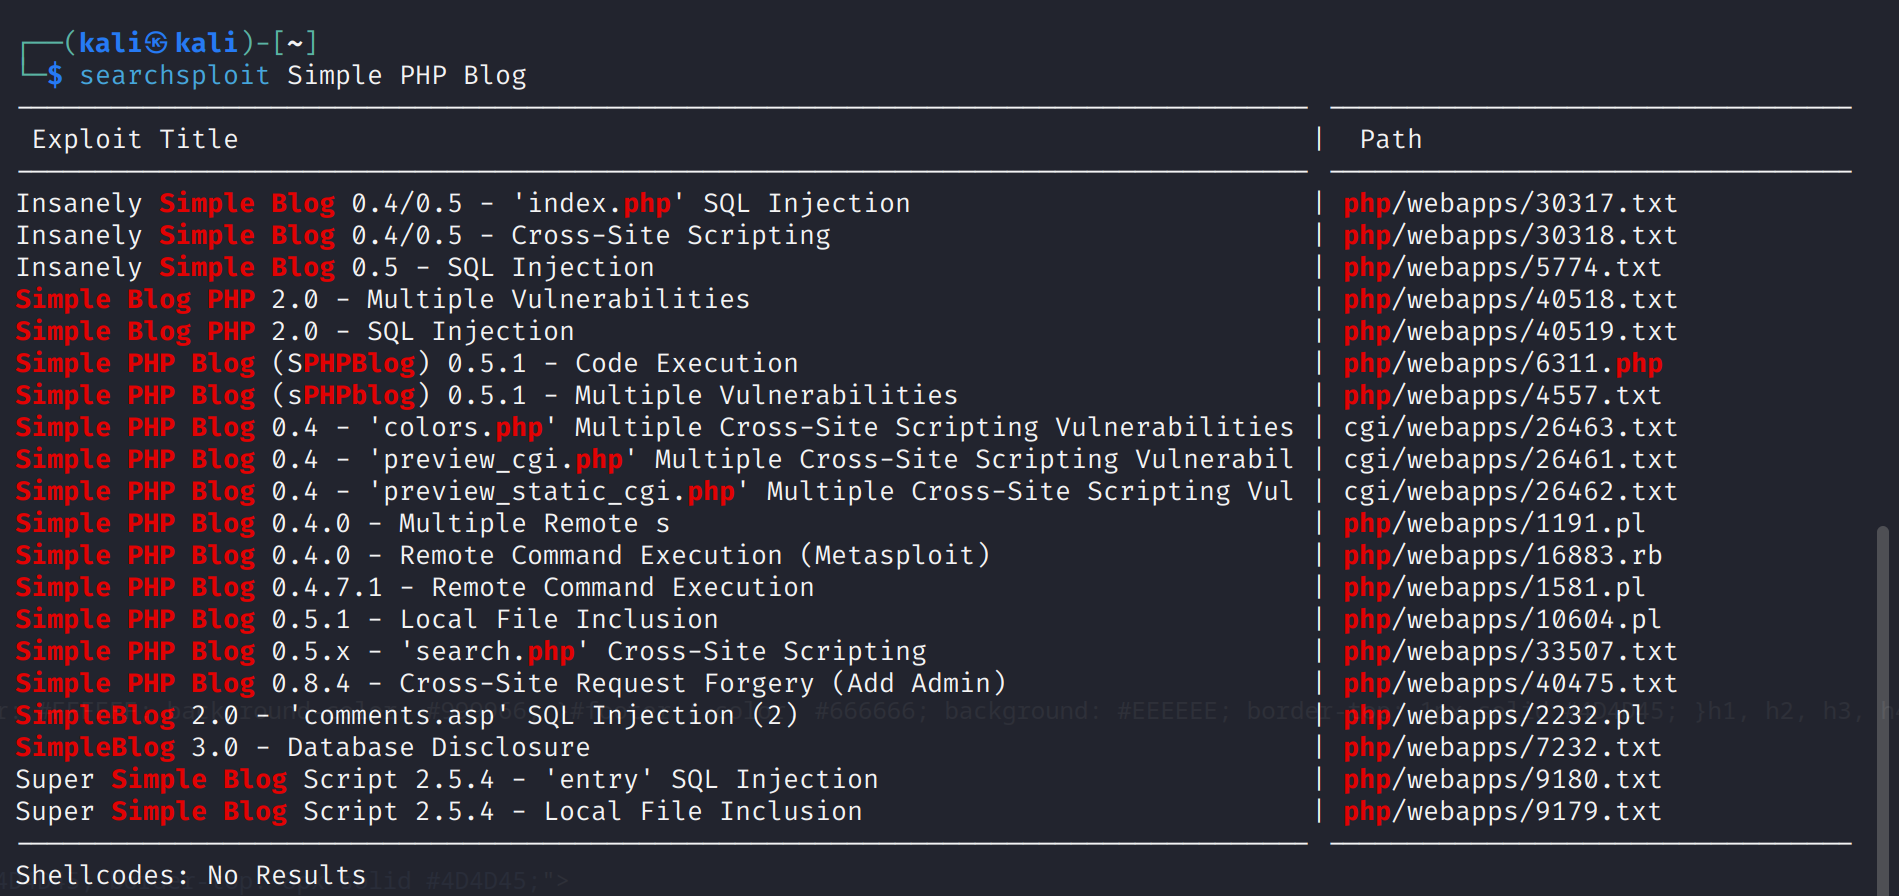 (kali㉿kali)-[~]
$ searchsploit Simple PHP Blog
Exploit Title | Path
Insanely Simple Blog 0.4/0.5 - 'index.php' SQL Injection | php/webapps/30317.txt
Insanely Simple Blog 0.4/0.5 - Cross-Site Scripting | php/webapps/30318.txt
Insanely Simple Blog 0.5 - SQL Injection | php/webapps/5774.txt
Simple Blog PHP 2.0 - Multiple Vulnerabilities | php/webapps/40518.txt
Simple Blog PHP 2.0 - SQL Injection | php/webapps/40519.txt
Simple PHP Blog (SPHPBlog) 0.5.1 - Code Execution | php/webapps/6311.php
Simple PHP Blog (sPHPblog) 0.5.1 - Multiple Vulnerabilities | php/webapps/4557.txt
Simple PHP Blog 0.4 - 'colors.php' Multiple Cross-Site Scripting Vulnerabilities | cgi/webapps/26463.txt
Simple PHP Blog 0.4 - 'preview_cgi.php' Multiple Cross-Site Scripting Vulnerabil | cgi/webapps/26461.txt
Simple PHP Blog 0.4 - 'preview_static_cgi.php' Multiple Cross-Site Scripting Vul | cgi/webapps/26462.txt
Simple PHP Blog 0.4.0 - Multiple Remote s | php/webapps/1191.pl
Simple PHP Blog 0.4.0 - Remote Command Execution (Metasploit) | php/webapps/16883.rb
Simple PHP Blog 0.4.7.1 - Remote Command Execution | php/webapps/1581.pl
Simple PHP Blog 0.5.1 - Local File Inclusion | php/webapps/10604.pl
Simple PHP Blog 0.5.x - 'search.php' Cross-Site Scripting | php/webapps/33507.txt
Simple PHP Blog 0.8.4 - Cross-Site Request Forgery (Add Admin) | php/webapps/40475.txt
SimpleBlog 2.0 - 'comments.asp' SQL Injection (2) | php/webapps/2232.pl
SimpleBlog 3.0 - Database Disclosure | php/webapps/7232.txt
Super Simple Blog Script 2.5.4 - 'entry' SQL Injection | php/webapps/9180.txt
Super Simple Blog Script 2.5.4 - Local File Inclusion | php/webapps/9179.txt
Shellcodes: No Results